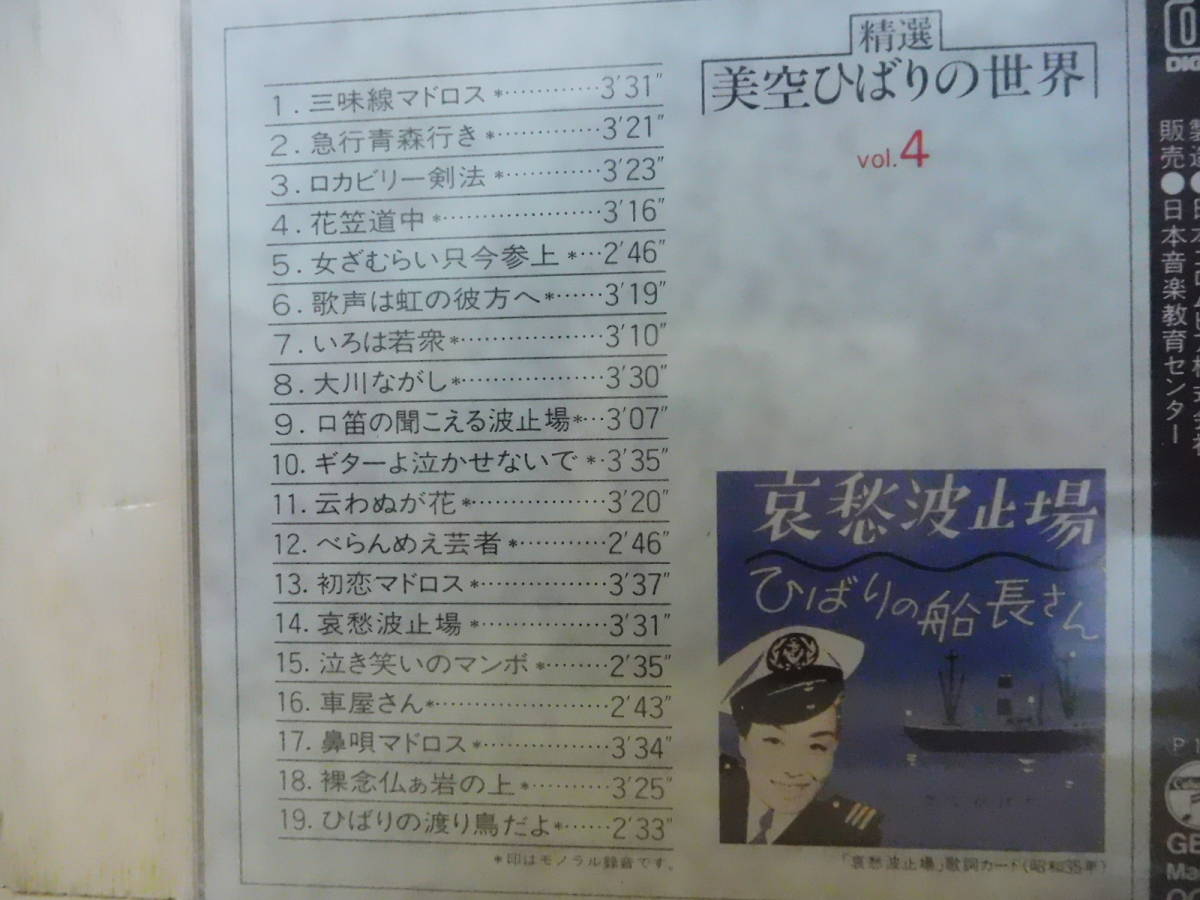 精選
美空ひばりの世界
vol.4
1. 三味線マドロス*…………3′31″
2. 急行青森行き*…………3′21″
3. ロカビリー剣法*…………3′23″
4. 花笠道中*………………3′16″
5. 女ざむらい只今参上*…2′46″
6. 歌声は虹の彼方へ*……3′19″
7. いろは若衆*……………3′10″
8. 大川ながし*……………3′30″
9. 口笛の聞こえる波止場*…3′07″
10. ギターよ泣かせないで*·3′35″
11. 云わぬが花*……………3′20″
12. べらんめえ芸者*…………2′46″
13. 初恋マドロス*……………3′37″
14. 哀愁波止場*……………3′31″
15. 泣き笑いのマンボ*………2′35″
16. 車屋さん*………………2′43″
17. 鼻唄マドロス*……………3′34″
18. 裸念仏ぁ岩の上*…………3′25″
19. ひばりの渡り鳥だよ*……2′33″
*印はモノラル録音です。
哀愁波止場
ひばりの船長さん
「哀愁波止場」歌詞カード(昭和35年)
販売●日本音楽教育センター
DIG